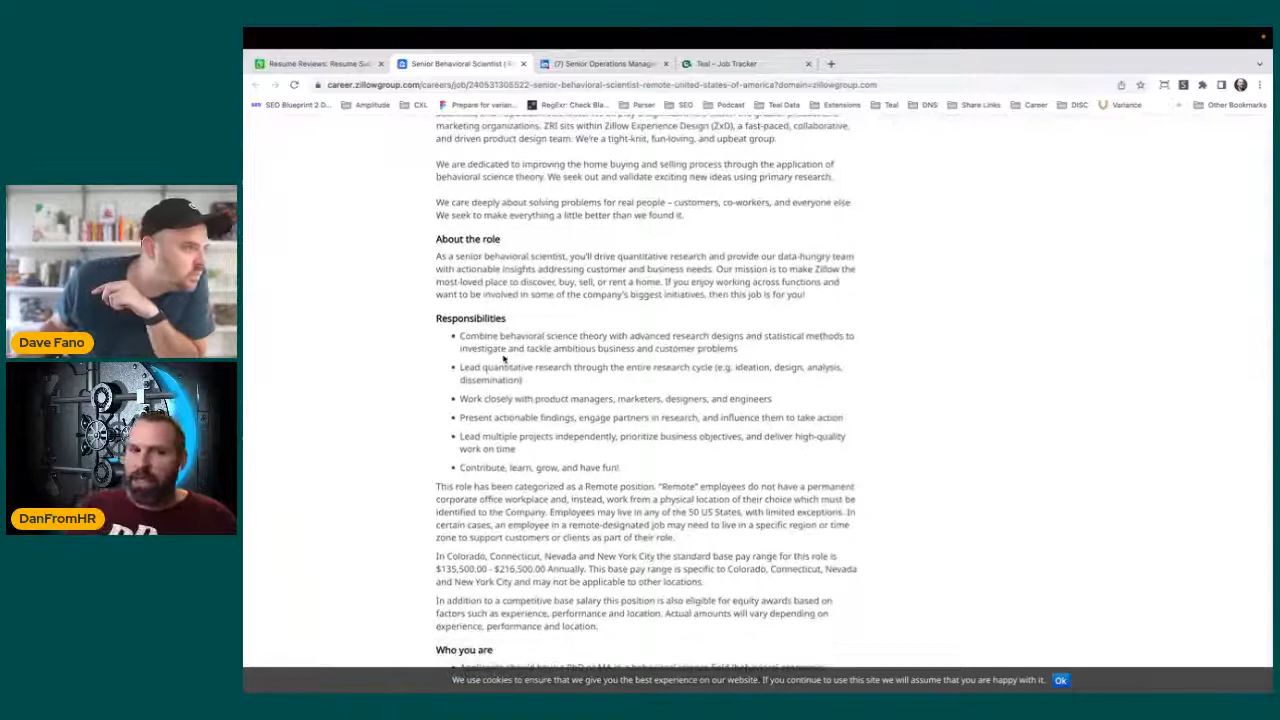 Resume Reviews: Resume Sub
Senior Behavioral Scientist | R
(7) Senior Operations Manage
Teal - Job Tracker
career.zillowgroup.com/careers/job/240531305522-senior-behavioral-scientist-remote-united-states-of-america?domain=zillowgroup.com
SEO Blueprint 2.0...
Amplitude
CXL
Prepare for varian...
RegExr: Check Bla...
Parser
SEO
Podcast
Teal Data
Extensions
Teal
DNS
Share Links
Career
DISC
Variance
Other Bookmarks
marketing organizations. ZRI sits within Zillow Experience Design (ZxD), a fast-paced, collaborative,
and driven product design team. We're a tight-knit, fun-loving, and upbeat group.
We are dedicated to improving the home buying and selling process through the application of
behavioral science theory. We seek out and validate exciting new ideas using primary research.
We care deeply about solving problems for real people – customers, co-workers, and everyone else.
We seek to make everything a little better than we found it.
About the role
As a senior behavioral scientist, you'll drive quantitative research and provide our data-hungry team
with actionable insights addressing customer and business needs. Our mission is to make Zillow the
most-loved place to discover, buy, sell, or rent a home. If you enjoy working across functions and
want to be involved in some of the company's biggest initiatives, then this job is for you!
Responsibilities
Combine behavioral science theory with advanced research designs and statistical methods to
investigate and tackle ambitious business and customer problems
Lead quantitative research through the entire research cycle (e.g. ideation, design, analysis,
dissemination)
Work closely with product managers, marketers, designers, and engineers
Present actionable findings, engage partners in research, and influence them to take action
Lead multiple projects independently, prioritize business objectives, and deliver high-quality
work on time
Contribute, learn, grow, and have fun!
This role has been categorized as a Remote position. "Remote" employees do not have a permanent
corporate office workplace and, instead, work from a physical location of their choice which must be
identified to the Company. Employees may live in any of the 50 US States, with limited exceptions. In
certain cases, an employee in a remote-designated job may need to live in a specific region or time
zone to support customers or clients as part of their role.
In Colorado, Connecticut, Nevada and New York City the standard base pay range for this role is
$135,500.00 - $216,500.00 Annually. This base pay range is specific to Colorado, Connecticut, Nevada
and New York City and may not be applicable to other locations.
In addition to a competitive base salary this position is also eligible for equity awards based on
factors such as experience, performance and location. Actual amounts will vary depending on
experience, performance and location.
Who you are
We use cookies to ensure that we give you the best experience on our website. If you continue to use this site we will assume that you are happy with it.
Ok
Dave Fano
DanFromHR